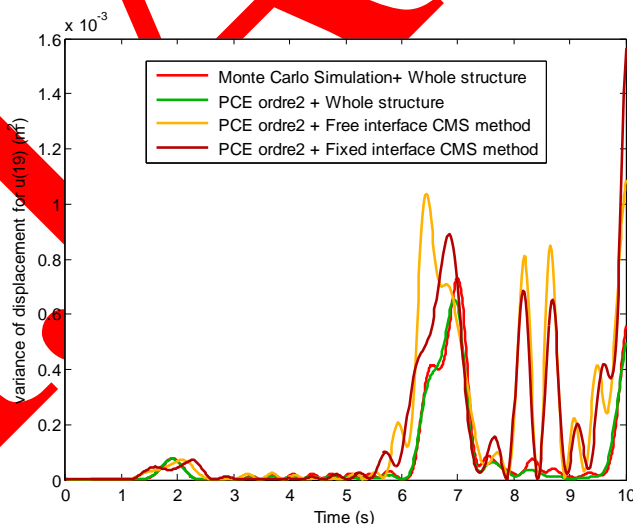 x 10-3
1.6
1.4
1.2
1
0.8
0.6
0.4
0.2
0
variance of displacement for u(19) (m2)
Monte Carlo Simulation+ Whole structure
PCE ordre2 + Whole structure
PCE ordre2 + Free interface CMS method
PCE ordre2 + Fixed interface CMS method
0 1 2 3 4 5 6 7 8 9 10
Time (s)